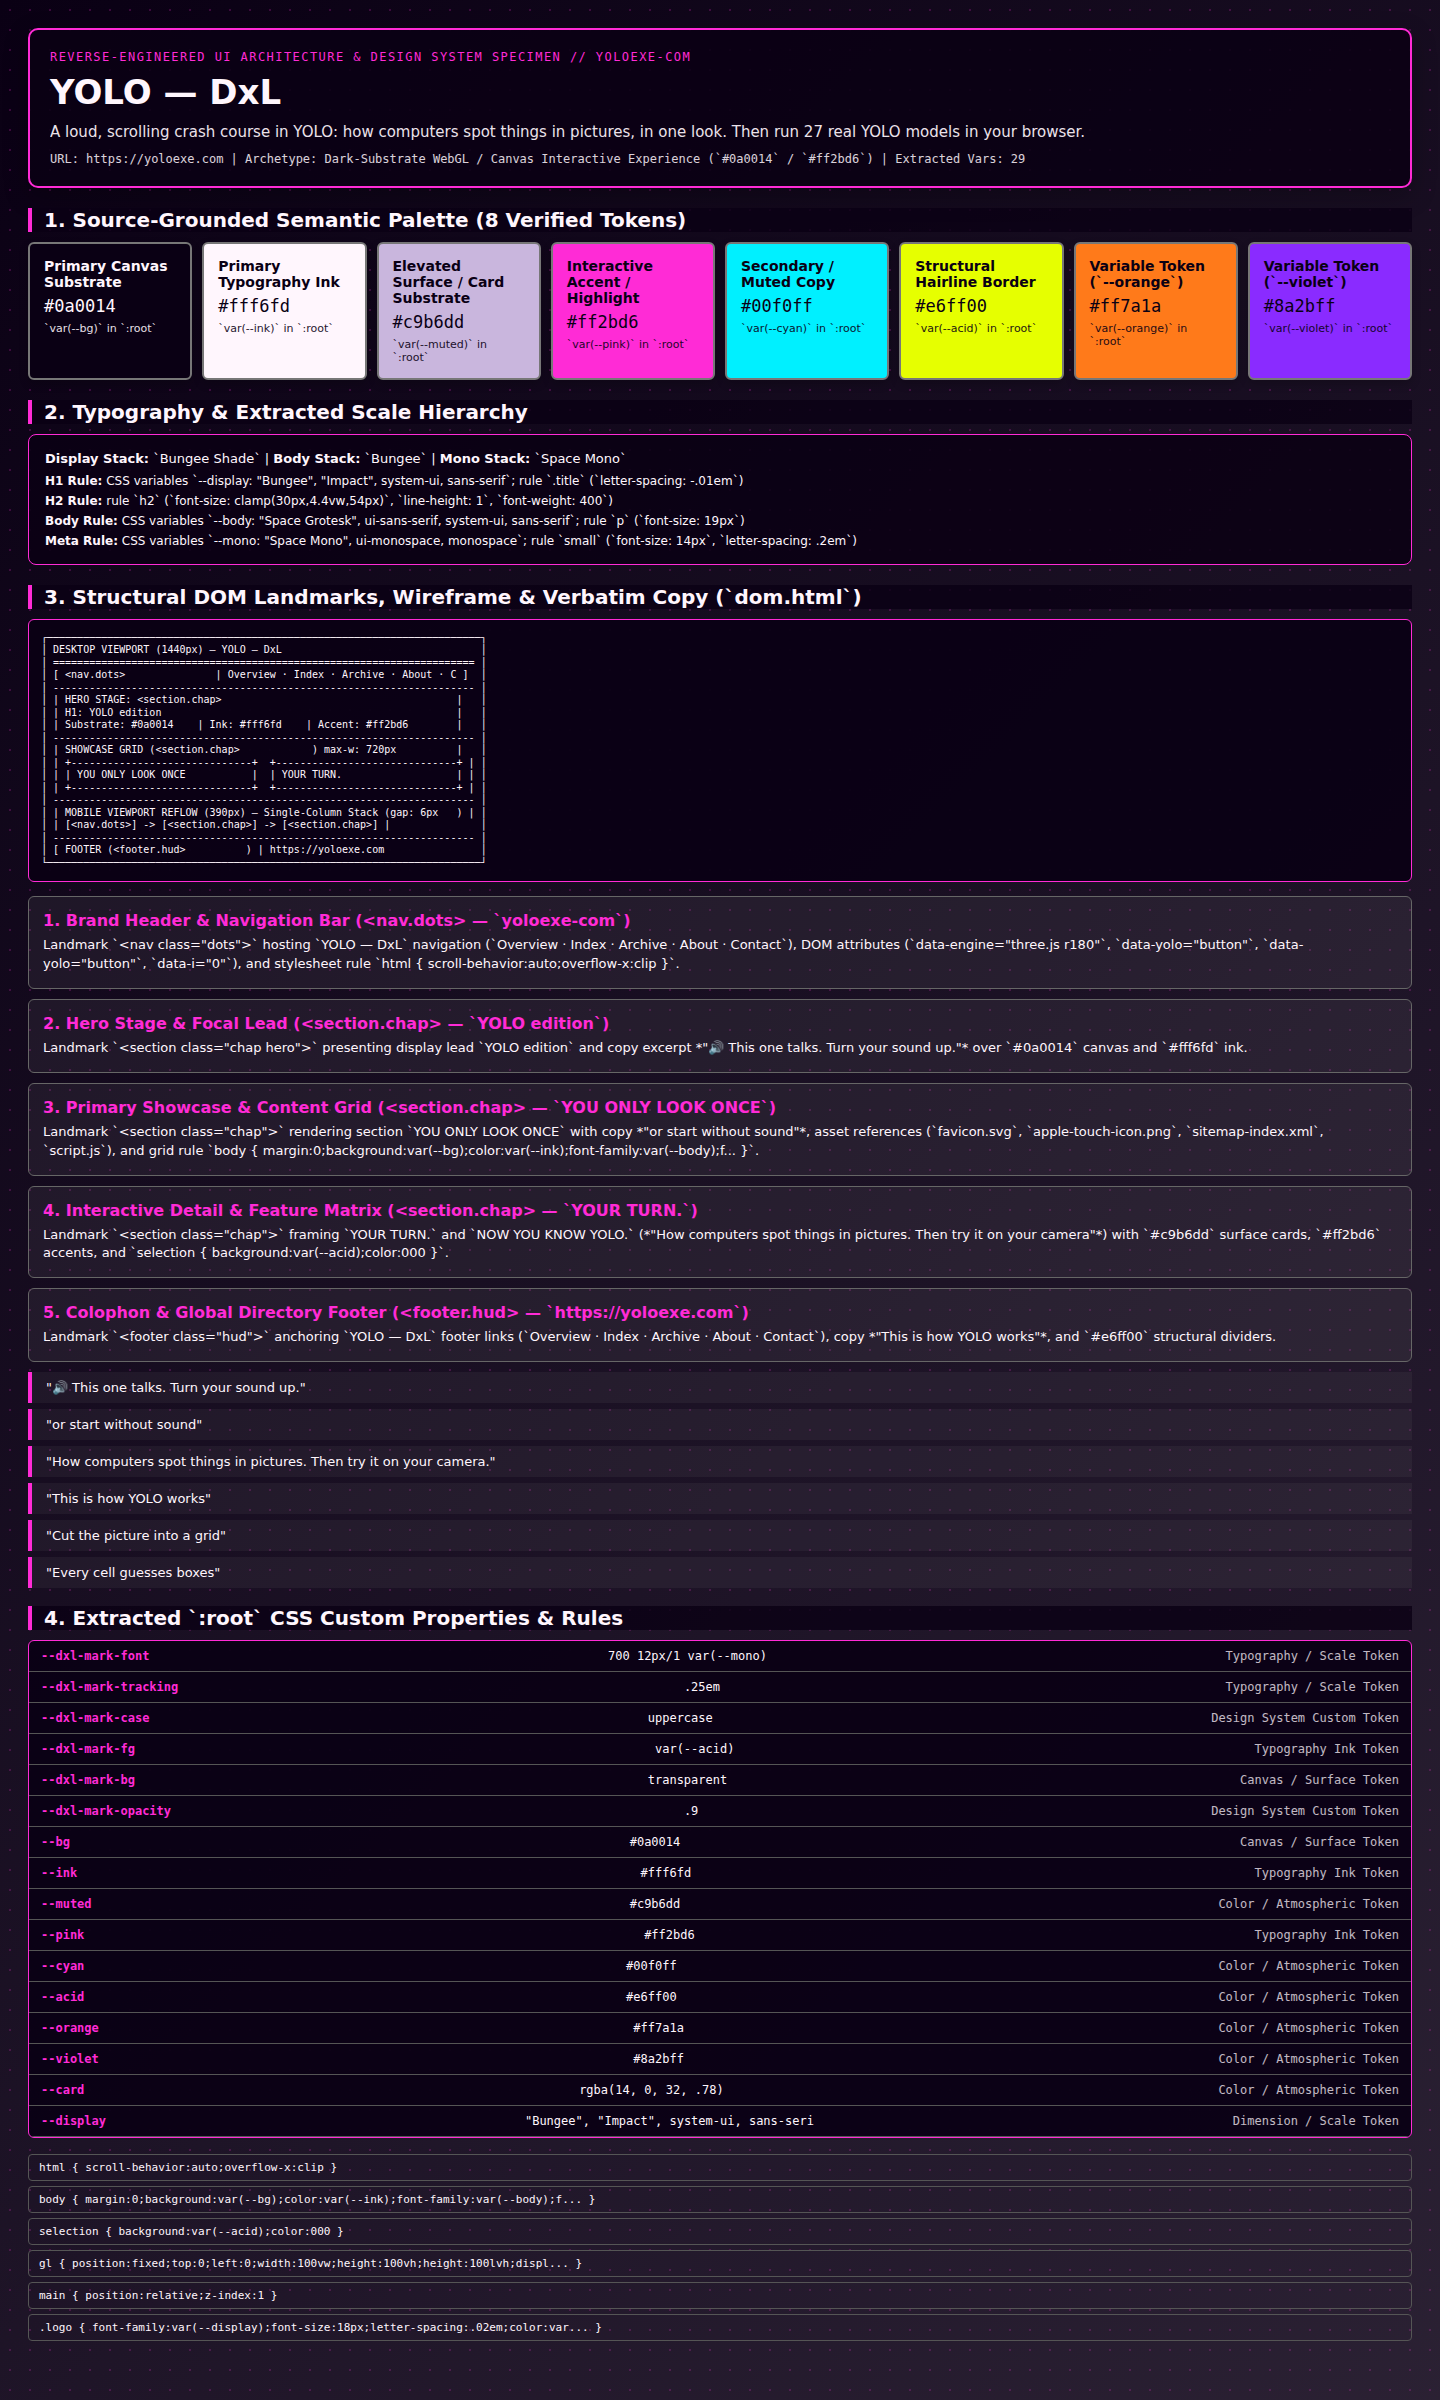 REVERSE-ENGINEERED UI ARCHITECTURE & DESIGN SYSTEM SPECIMEN // YOLOEXE-COM
YOLO — DxL
A loud, scrolling crash course in YOLO: how computers spot things in pictures, in one look. Then run 27 real YOLO models in your browser.
URL: https://yoloexe.com | Archetype: Dark-Substrate WebGL / Canvas Interactive Experience (`#0a0014` / `#ff2bd6`) | Extracted Vars: 29
1. Source-Grounded Semantic Palette (8 Verified Tokens)
Primary Canvas
Substrate
#0a0014
`var(--bg)` in `:root`
Primary
Typography Ink
#fff6fd
`var(--ink)` in `:root`
Elevated
Surface / Card
Substrate
#c9b6dd
`var(--muted)` in
`:root`
Interactive
Accent /
Highlight
#ff2bd6
`var(--pink)` in `:root`
Secondary /
Muted Copy
#00f0ff
`var(--cyan)` in `:root`
Structural
Hairline Border
#e6ff00
`var(--acid)` in `:root`
Variable Token
(`--orange`)
#ff7a1a
`var(--orange)` in
`:root`
Variable Token
(`--violet`)
#8a2bff
`var(--violet)` in `:root`
2. Typography & Extracted Scale Hierarchy
Display Stack: `Bungee Shade` | Body Stack: `Bungee` | Mono Stack: `Space Mono`
H1 Rule: CSS variables `--display: "Bungee", "Impact", system-ui, sans-serif`; rule `.title` (`letter-spacing: -.01em`)
H2 Rule: rule `h2` (`font-size: clamp(30px,4.4vw,54px)`, `line-height: 1`, `font-weight: 400`)
Body Rule: CSS variables `--body: "Space Grotesk", ui-sans-serif, system-ui, sans-serif`; rule `p` (`font-size: 19px`)
Meta Rule: CSS variables `--mono: "Space Mono", ui-monospace, monospace`; rule `small` (`font-size: 14px`, `letter-spacing: .2em`)
3. Structural DOM Landmarks, Wireframe & Verbatim Copy (`dom.html`)
DESKTOP VIEWPORT (1440px) — YOLO — DxL
======================================================================
[ <nav.dots>               | Overview · Index · Archive · About · C ]
----------------------------------------------------------------------
| HERO STAGE: <section.chap>                                       |
| H1: YOLO edition                                                 |
| Substrate: #0a0014    | Ink: #fff6fd    | Accent: #ff2bd6        |
----------------------------------------------------------------------
| SHOWCASE GRID (<section.chap>            ) max-w: 720px          |
| +------------------------------+  +------------------------------+ |
| | YOU ONLY LOOK ONCE           |  | YOUR TURN.                   | |
| +------------------------------+  +------------------------------+ |
----------------------------------------------------------------------
| MOBILE VIEWPORT REFLOW (390px) — Single-Column Stack (gap: 6px   ) |
| [<nav.dots>] -> [<section.chap>] -> [<section.chap>] |
----------------------------------------------------------------------
[ FOOTER (<footer.hud>          ) | https://yoloexe.com
1. Brand Header & Navigation Bar (<nav.dots> — `yoloexe-com`)
Landmark `<nav class="dots">` hosting `YOLO — DxL` navigation (`Overview · Index · Archive · About · Contact`), DOM attributes (`data-engine="three.js r180"`, `data-yolo="button"`, `data-
yolo="button"`, `data-i="0"`), and stylesheet rule `html { scroll-behavior:auto;overflow-x:clip }`.
2. Hero Stage & Focal Lead (<section.chap> — `YOLO edition`)
Landmark `<section class="chap hero">` presenting display lead `YOLO edition` and copy excerpt *"🔊 This one talks. Turn your sound up."* over `#0a0014` canvas and `#fff6fd` ink.
3. Primary Showcase & Content Grid (<section.chap> — `YOU ONLY LOOK ONCE`)
Landmark `<section class="chap">` rendering section `YOU ONLY LOOK ONCE` with copy *"or start without sound"*, asset references (`favicon.svg`, `apple-touch-icon.png`, `sitemap-index.xml`,
`script.js`), and grid rule `body { margin:0;background:var(--bg);color:var(--ink);font-family:var(--body);f... }`.
4. Interactive Detail & Feature Matrix (<section.chap> — `YOUR TURN.`)
Landmark `<section class="chap">` framing `YOUR TURN.` and `NOW YOU KNOW YOLO.` (*"How computers spot things in pictures. Then try it on your camera"*) with `#c9b6dd` surface cards, `#ff2bd6`
accents, and `selection { background:var(--acid);color:000 }`.
5. Colophon & Global Directory Footer (<footer.hud> — `https://yoloexe.com`)
Landmark `<footer class="hud">` anchoring `YOLO — DxL` footer links (`Overview · Index · Archive · About · Contact`), copy *"This is how YOLO works"*, and `#e6ff00` structural dividers.
"🔊 This one talks. Turn your sound up."
"or start without sound"
"How computers spot things in pictures. Then try it on your camera."
"This is how YOLO works"
"Cut the picture into a grid"
"Every cell guesses boxes"
4. Extracted `:root` CSS Custom Properties & Rules
--dxl-mark-font 700 12px/1 var(--mono) Typography / Scale Token
--dxl-mark-tracking .25em Typography / Scale Token
--dxl-mark-case uppercase Design System Custom Token
--dxl-mark-fg var(--acid) Typography Ink Token
--dxl-mark-bg transparent Canvas / Surface Token
--dxl-mark-opacity .9 Design System Custom Token
--bg #0a0014 Canvas / Surface Token
--ink #fff6fd Typography Ink Token
--muted #c9b6dd Color / Atmospheric Token
--pink #ff2bd6 Typography Ink Token
--cyan #00f0ff Color / Atmospheric Token
--acid #e6ff00 Color / Atmospheric Token
--orange #ff7a1a Color / Atmospheric Token
--violet #8a2bff Color / Atmospheric Token
--card rgba(14, 0, 32, .78) Color / Atmospheric Token
--display "Bungee", "Impact", system-ui, sans-seri Dimension / Scale Token
html { scroll-behavior:auto;overflow-x:clip }
body { margin:0;background:var(--bg);color:var(--ink);font-family:var(--body);f... }
selection { background:var(--acid);color:000 }
gl { position:fixed;top:0;left:0;width:100vw;height:100vh;height:100lvh;displ... }
main { position:relative;z-index:1 }
.logo { font-family:var(--display);font-size:18px;letter-spacing:.02em;color:var... }